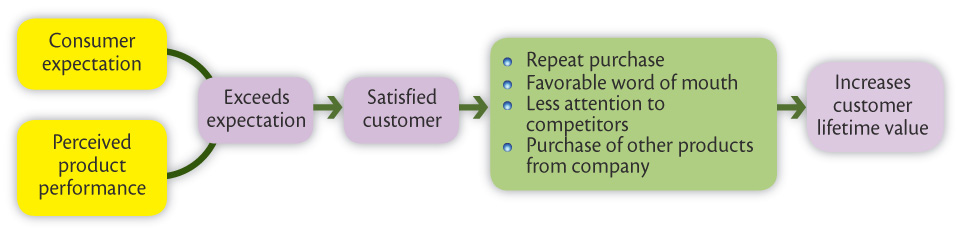 Consumer
expectation
Perceived
product
performance
Exceeds
expectation
Satisfied
customer
Repeat purchase
Favorable word of mouth
Less attention to
competitors
Purchase of other products
from company
Increases
customer
lifetime value